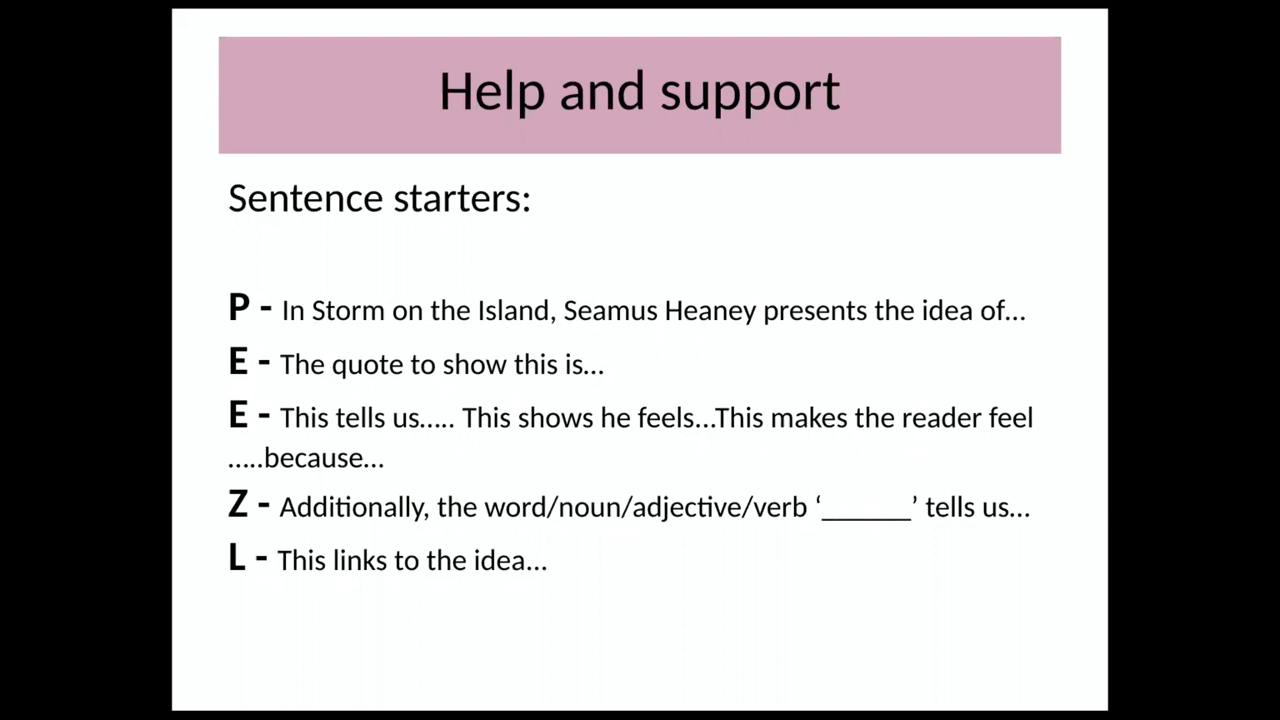 Help and support
Sentence starters:
P - In Storm on the Island, Seamus Heaney presents the idea of…
E - The quote to show this is…
E - This tells us….. This shows he feels…This makes the reader feel
…..because…
Z - Additionally, the word/noun/adjective/verb ‘______’ tells us…
L - This links to the idea…